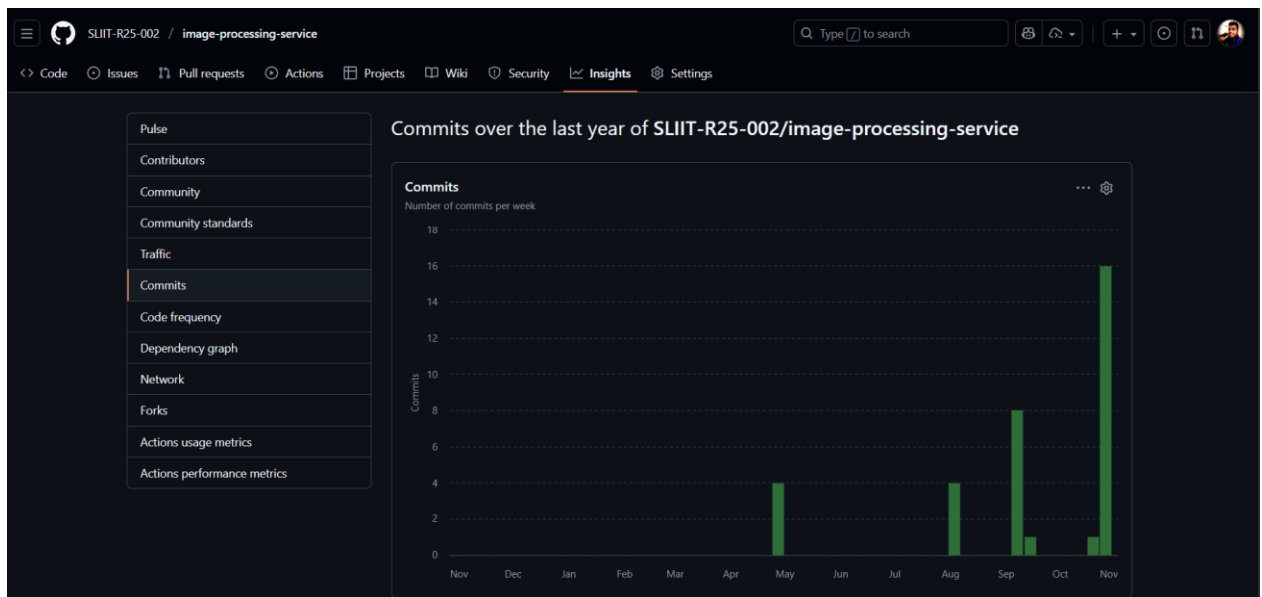 SLIIT-R25-002 / image-processing-service
Type / to search
Code Issues Pull requests Actions Projects Wiki Security Insights Settings
Pulse
Contributors
Community
Community standards
Traffic
Commits
Code frequency
Dependency graph
Network
Forks
Actions usage metrics
Actions performance metrics
Commits over the last year of SLIIT-R25-002/image-processing-service
Commits
Number of commits per week
18
16
14
12
10
8
6
4
2
0
Commits
Nov Dec Jan Feb Mar Apr May Jun Jul Aug Sep Oct Nov